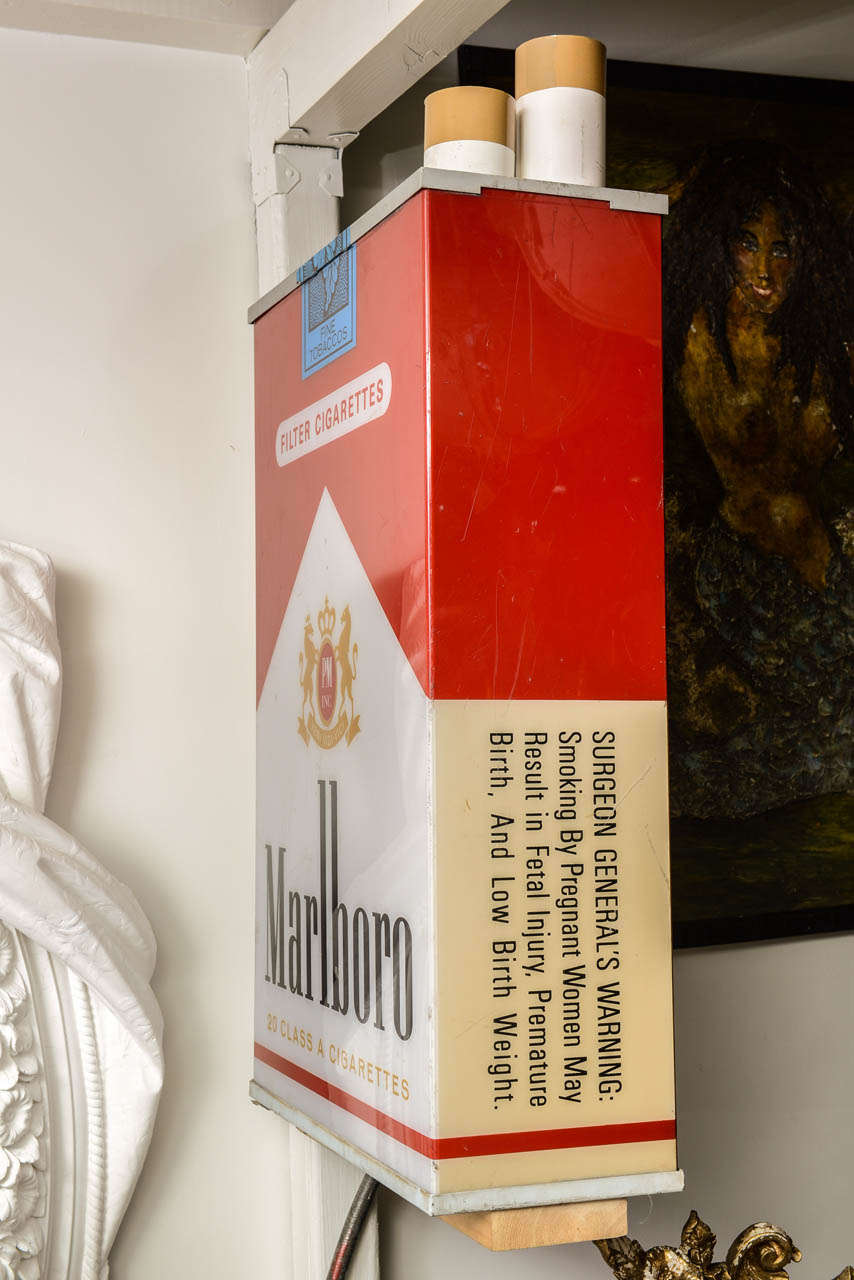 FINE
TOBACCOS
FILTER CIGARETTES
PM
INC
Marlboro
20 CLASS A CIGARETTES
SURGEON GENERAL'S WARNING:
Smoking By Pregnant Women May
Result in Fetal Injury, Premature
Birth, And Low Birth Weight.